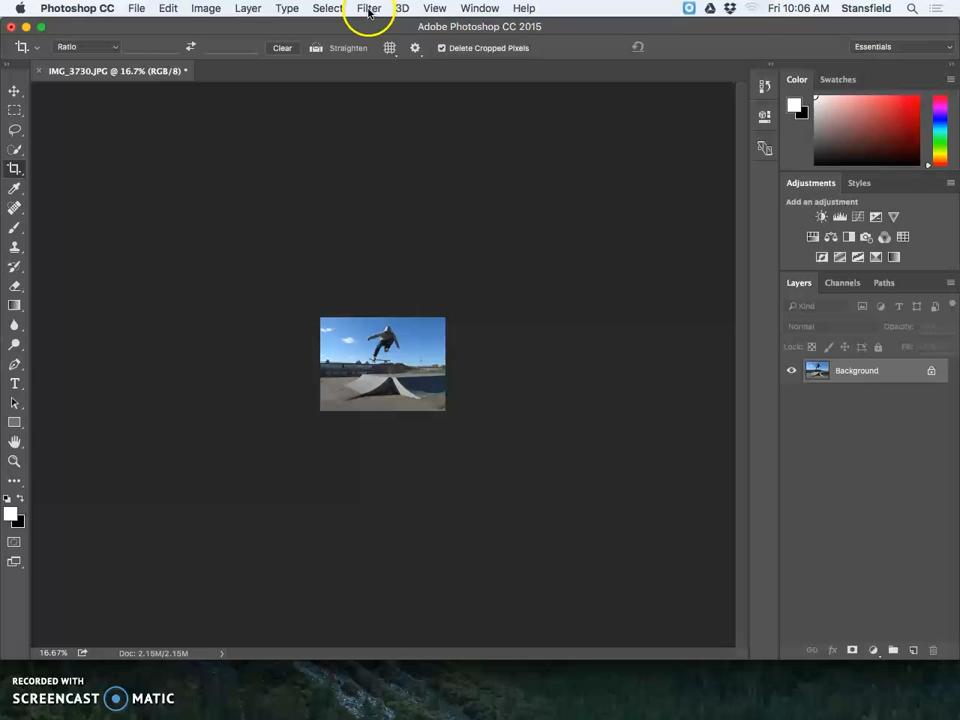 Photoshop CC File Edit Image Layer Type Select Filter 3D View Window Help Fri 10:06 AM Stansfield
Adobe Photoshop CC 2015
Ratio Clear Straighten Delete Cropped Pixels Essentials
IMG_3730.JPG @ 16.7% (RGB/8) *
Color Swatches
Adjustments Styles
Add an adjustment
Layers Channels Paths
Kind
Normal Opacity:
Lock: Fill:
Background
16.67% Doc: 2.15M/2.15M
RECORDED WITH
SCREENCAST MATIC